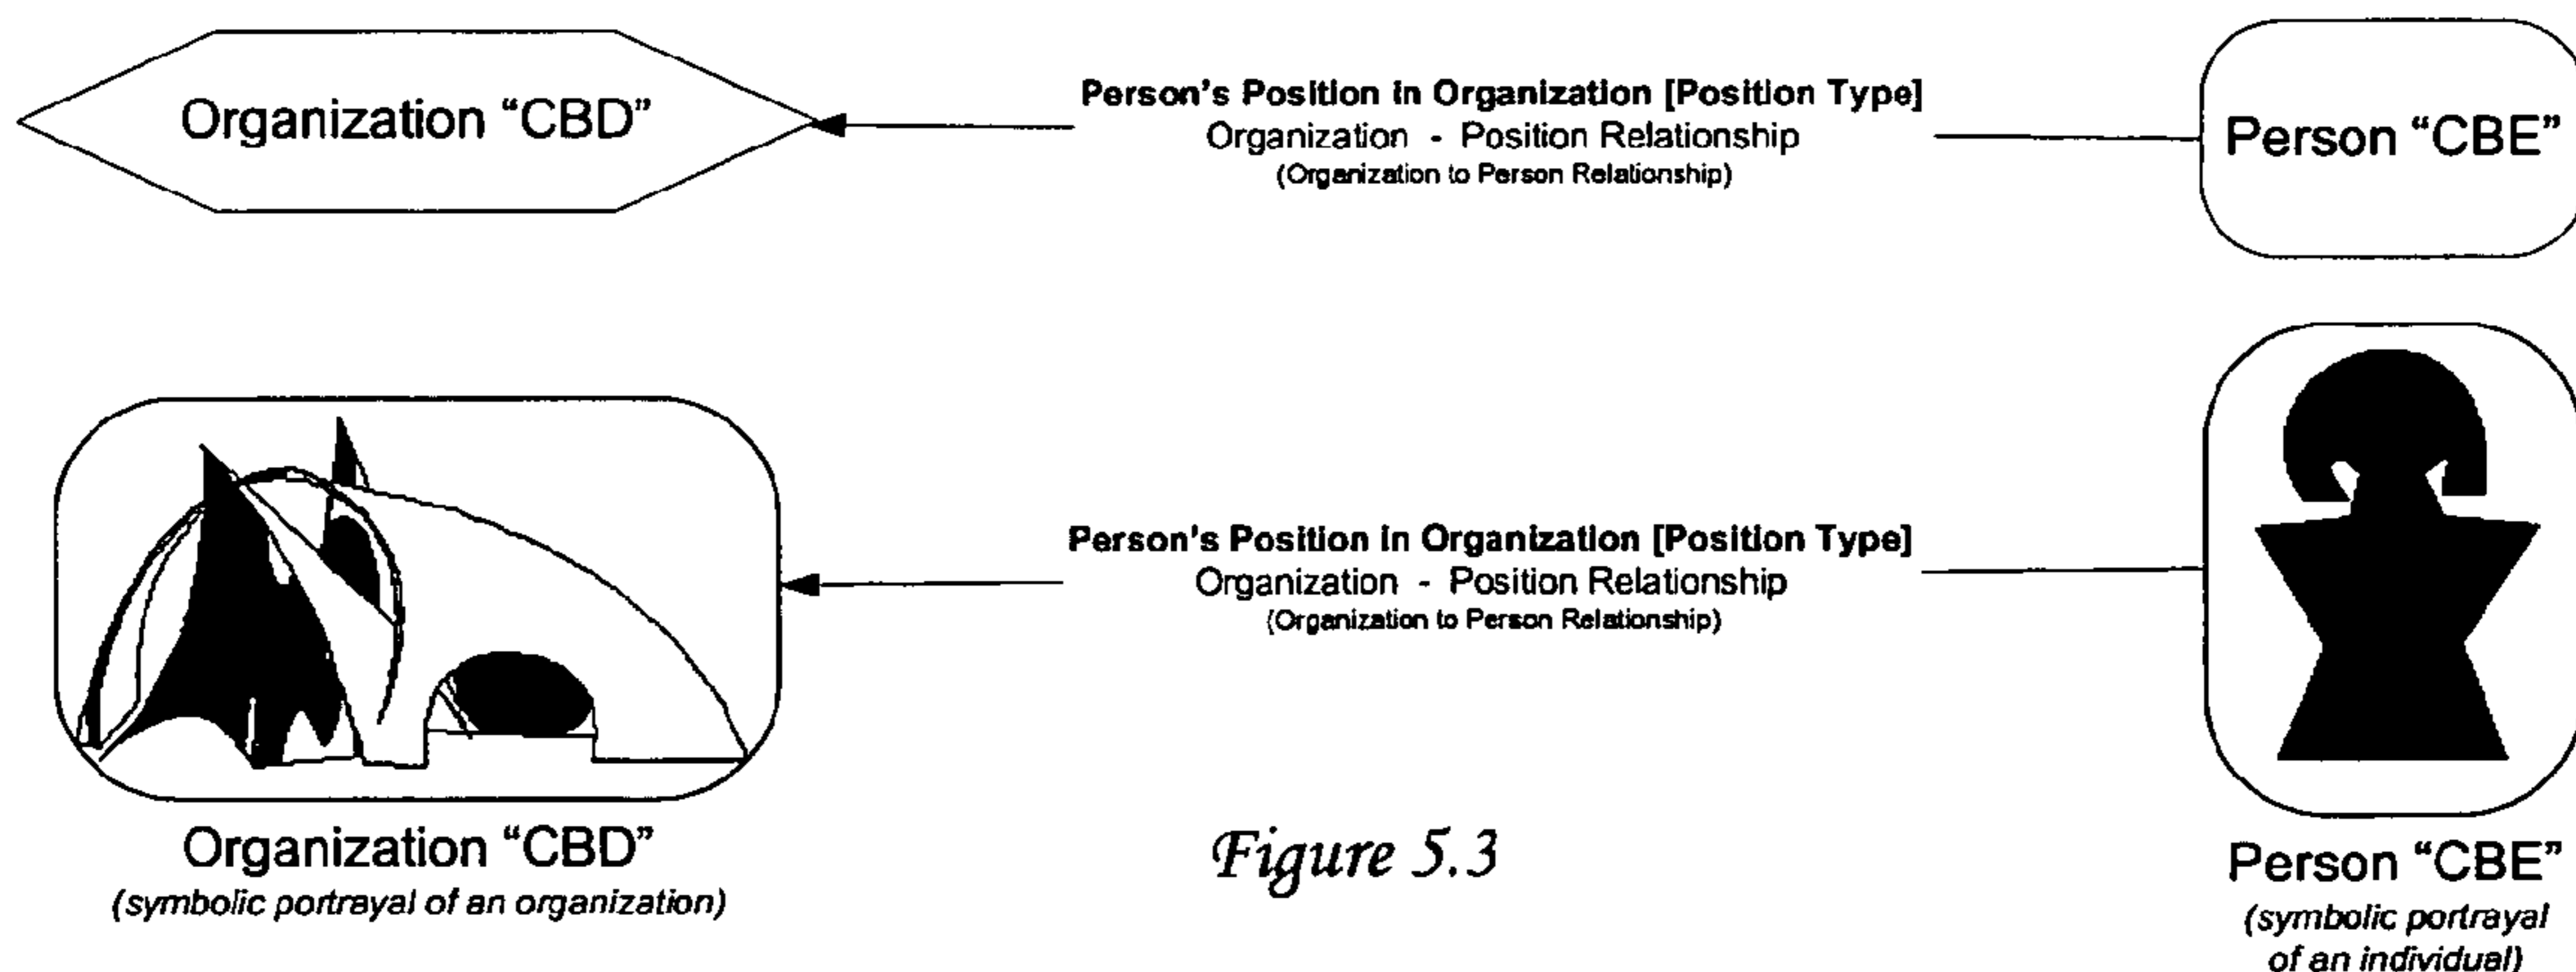 Organization “CBD”
Person's Position in Organization [Position Type]
Organization - Position Relationship
(Organization to Person Relationship)
Person “CBE”
Person's Position in Organization [Position Type]
Organization - Position Relationship
(Organization to Person Relationship)
Organization “CBD”
(symbolic portrayal of an organization)
Figure 5.3
Person “CBE”
(symbolic portrayal
of an individual)